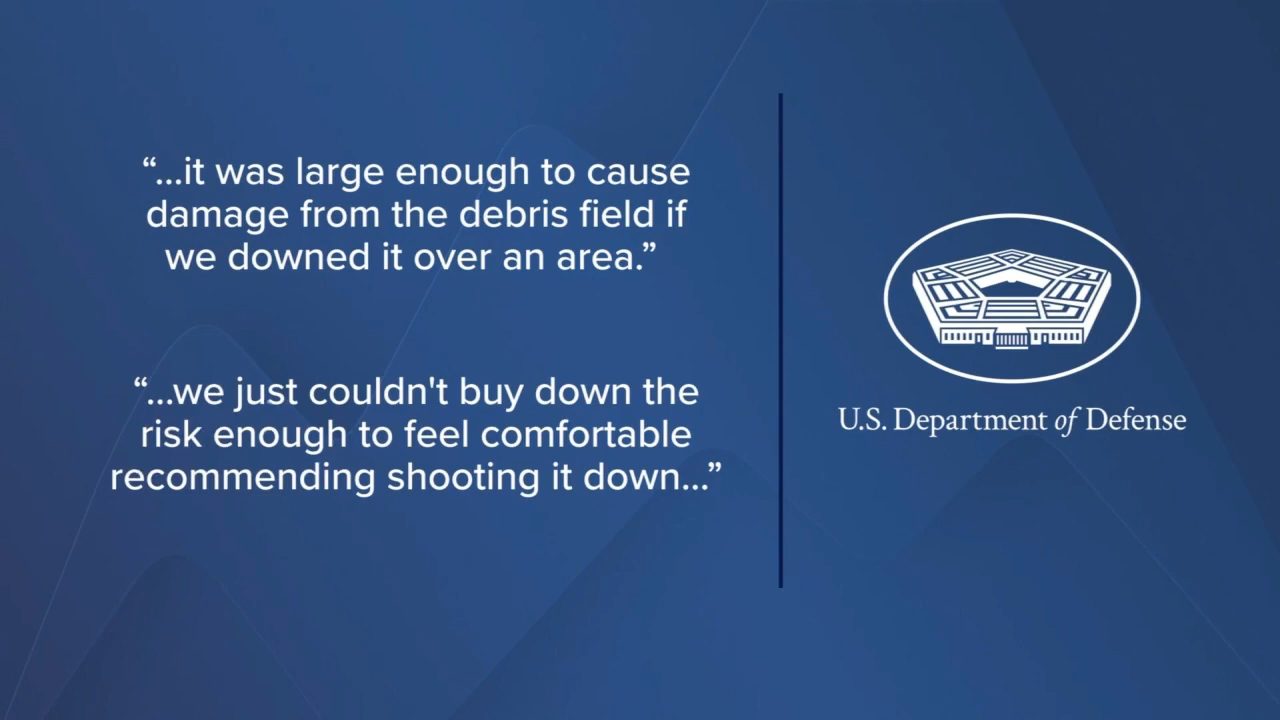 “...it was large enough to cause
damage from the debris field if
we downed it over an area.”
“...we just couldn't buy down the
risk enough to feel comfortable
recommending shooting it down...”
U.S. Department of Defense